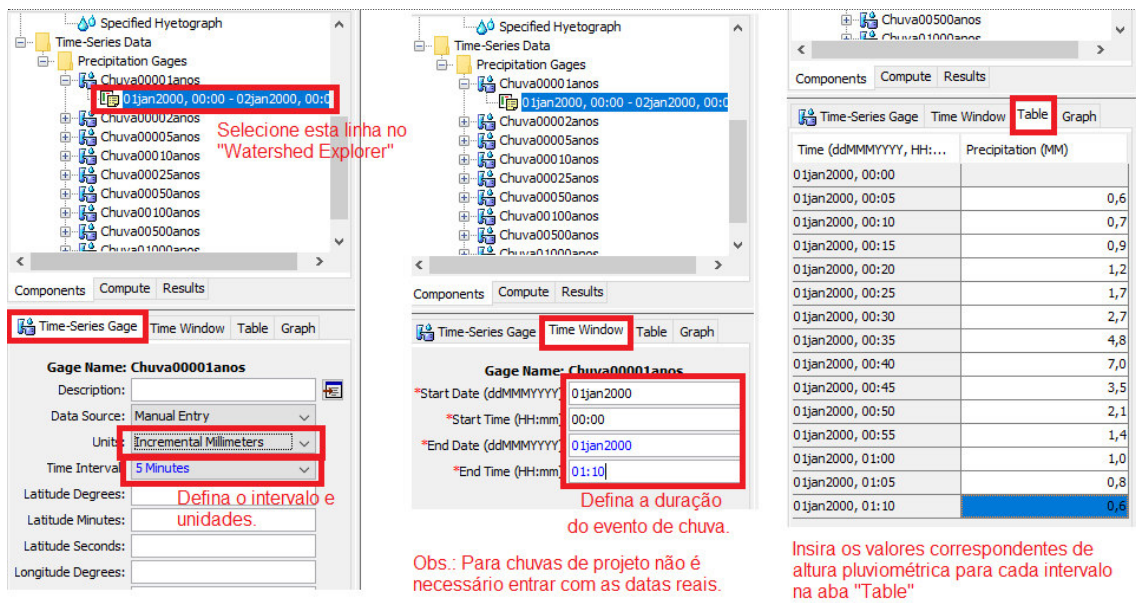 Specified Hyetograph
Time-Series Data
Precipitation Gages
Chuva00001anos
01jan2000, 00:00 - 02jan2000, 00:0
Chuva00002anos
Chuva00005anos
Chuva00010anos
Chuva00025anos
Chuva00050anos
Chuva00100anos
Chuva00500anos
Chuva01000anos
Selecione esta linha no
"Watershed Explorer"
Components Compute Results
Time-Series Gage Time Window Table Graph
Gage Name: Chuva00001anos
Description:
Data Source: Manual Entry
Units: Incremental Millimeters
Time Interval: 5 Minutes
Latitude Degrees:
Latitude Minutes:
Latitude Seconds:
Longitude Degrees:
Defina o intervalo e
unidades.
Specified Hyetograph
Time-Series Data
Precipitation Gages
Chuva00001anos
01jan2000, 00:00 - 02jan2000, 00:0
Chuva00002anos
Chuva00005anos
Chuva00010anos
Chuva00025anos
Chuva00050anos
Chuva00100anos
Chuva00500anos
Chuva01000anos
Components Compute Results
Time-Series Gage Time Window Table Graph
Gage Name: Chuva00001anos
*Start Date (ddMMMYYYY) 01jan2000
*Start Time (HH:mm) 00:00
*End Date (ddMMMYYYY) 01jan2000
*End Time (HH:mm) 01:10
Defina a duração
do evento de chuva.
Obs.: Para chuvas de projeto não é
necessário entrar com as datas reais.
Chuva00500anos
Chuva01000anos
Components Compute Results
Time-Series Gage Time Window Table Graph
Time (ddMMMYYYY, HH:... Precipitation (MM)
01jan2000, 00:00
01jan2000, 00:05 0,6
01jan2000, 00:10 0,7
01jan2000, 00:15 0,9
01jan2000, 00:20 1,2
01jan2000, 00:25 1,7
01jan2000, 00:30 2,7
01jan2000, 00:35 4,8
01jan2000, 00:40 7,0
01jan2000, 00:45 3,5
01jan2000, 00:50 2,1
01jan2000, 00:55 1,4
01jan2000, 01:00 1,0
01jan2000, 01:05 0,8
01jan2000, 01:10 0,6
Insira os valores correspondentes de
altura pluviométrica para cada intervalo
na aba "Table"